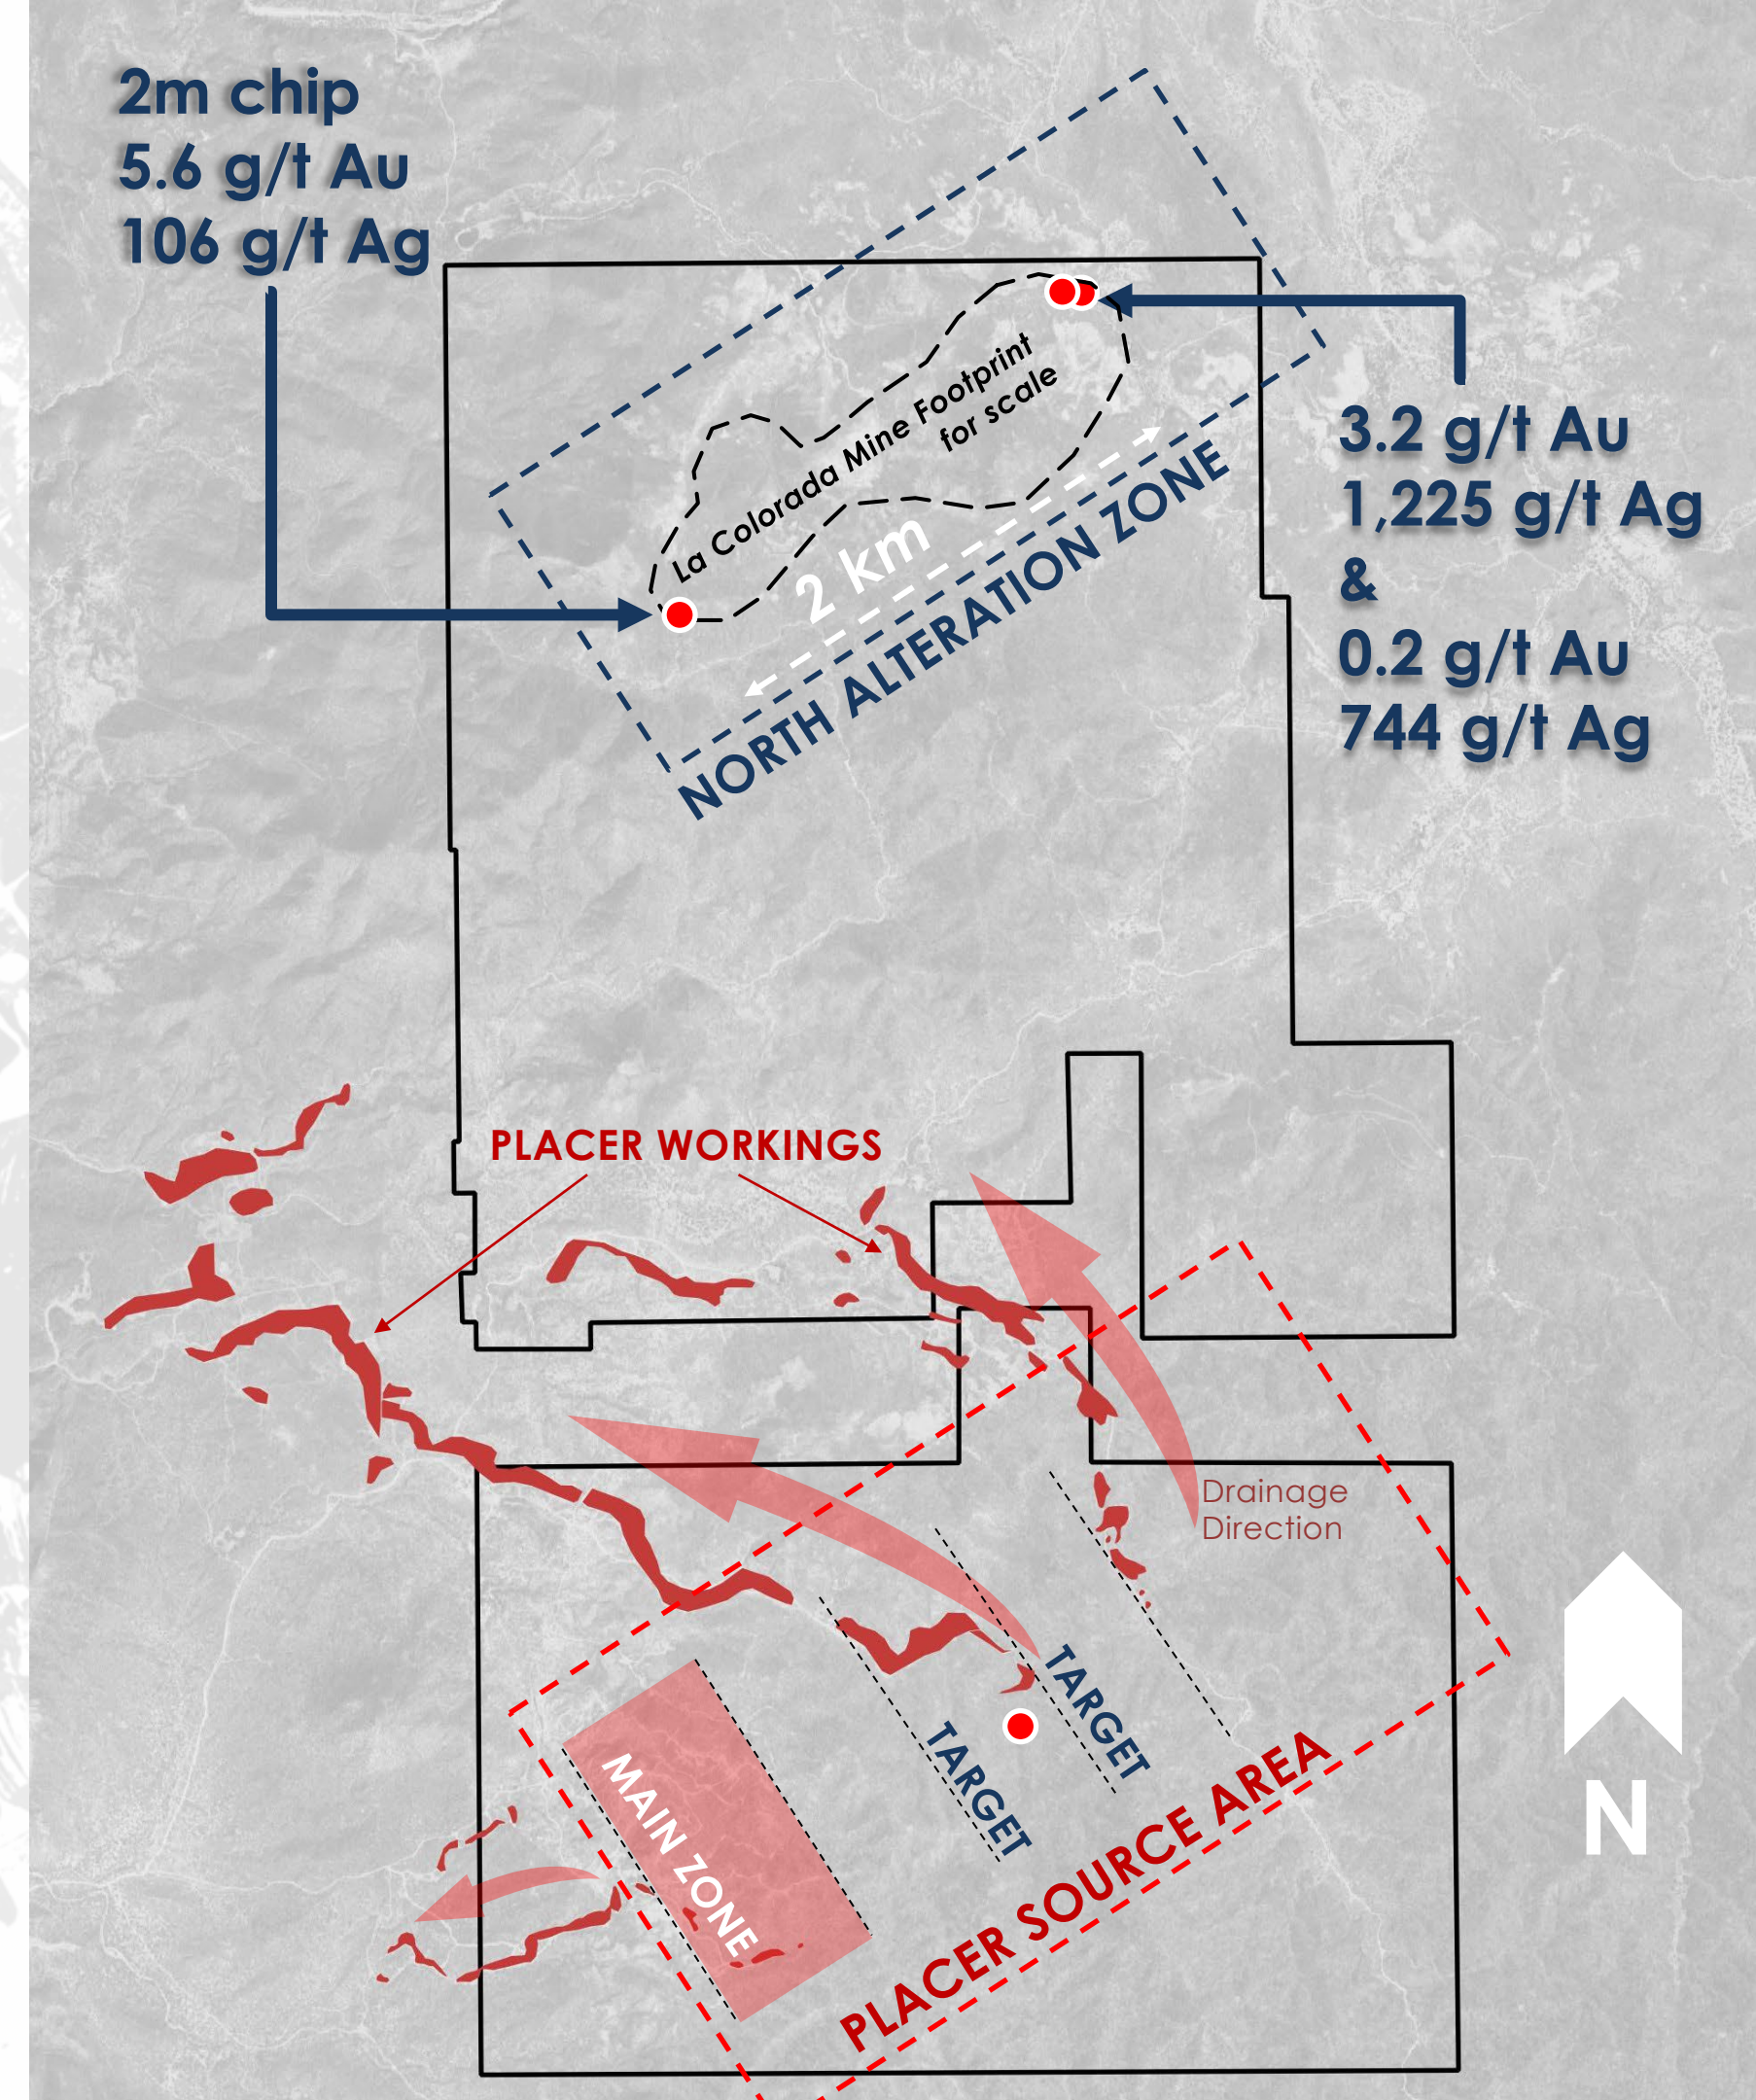 2m chip
5.6 g/t Au
106 g/t Ag
La Colorada Mine Footprint
for scale
2 km
NORTH ALTERATION ZONE
3.2 g/t Au
1,225 g/t Ag
&
0.2 g/t Au
744 g/t Ag
PLACER WORKINGS
Drainage
Direction
TARGET
TARGET
MAIN ZONE
PLACER SOURCE AREA
N